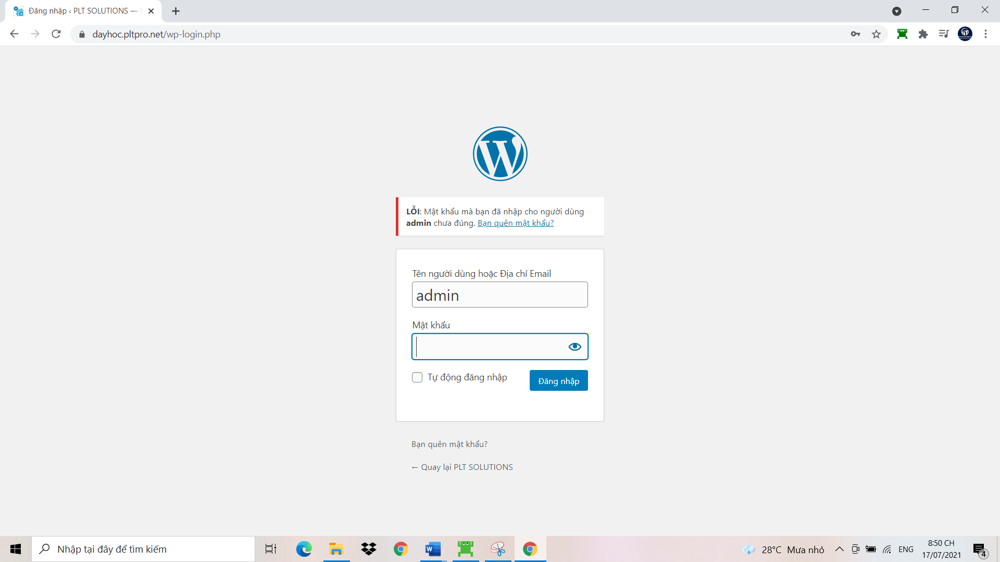 Đăng nhập ‹ PLT SOLUTIONS —
dayhoc.pltpro.net/wp-login.php
LỖI: Mật khẩu mà bạn đã nhập cho người dùng
admin chưa đúng. Bạn quên mật khẩu?
Tên người dùng hoặc Địa chỉ Email
admin
Mật khẩu
Tự động đăng nhập
Đăng nhập
Bạn quên mật khẩu?
← Quay lại PLT SOLUTIONS
Nhập tại đây để tìm kiếm
28°C Mưa nhỏ
ENG
8:50 CH
17/07/2021
4